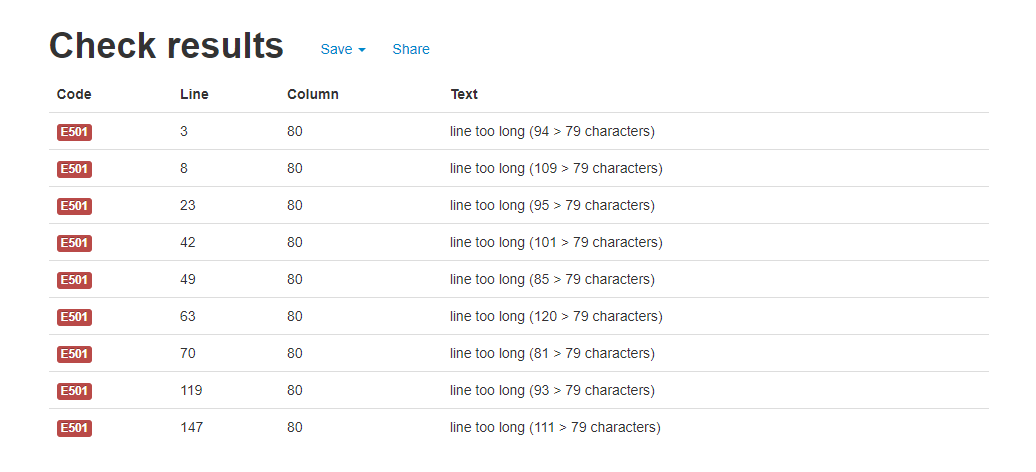 Check results Save Share
Code Line Column Text
E501 3 80 line too long (94 > 79 characters)
E501 8 80 line too long (109 > 79 characters)
E501 23 80 line too long (95 > 79 characters)
E501 42 80 line too long (101 > 79 characters)
E501 49 80 line too long (85 > 79 characters)
E501 63 80 line too long (120 > 79 characters)
E501 70 80 line too long (81 > 79 characters)
E501 119 80 line too long (93 > 79 characters)
E501 147 80 line too long (111 > 79 characters)